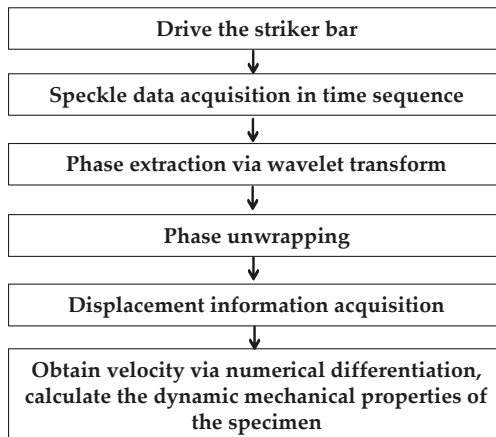 Drive the striker bar
Speckle data acquisition in time sequence
Phase extraction via wavelet transform
Phase unwrapping
Displacement information acquisition
Obtain velocity via numerical differentiation,
calculate the dynamic mechanical properties of
the specimen